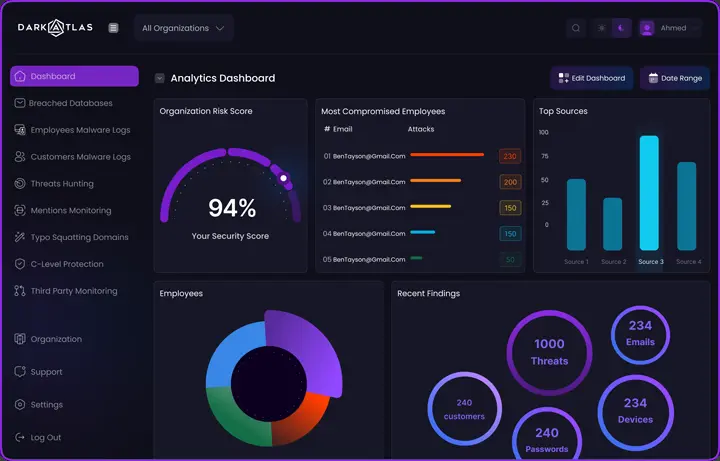 DARKATLAS
All Organizations
Ahmed
Dashboard
Breached Databases
Employees Malware Logs
Customers Malware Logs
Threats Hunting
Mentions Monitoring
Typo Squatting Domains
C-Level Protection
Third Party Monitoring
Organization
Support
Settings
Log Out
Analytics Dashboard
Edit Dashboard
Date Range
Organization Risk Score
94%
Your Security Score
Most Compromised Employees
# Email Attacks
01 BenTayson@Gmail.Com 230
02 BenTayson@Gmail.Com 200
03 BenTayson@Gmail.Com 150
04 BenTayson@Gmail.Com 150
05 BenTayson@Gmail.Com 50
Top Sources
100
75
50
25
0
Source 1 Source 2 Source 3 Source 4
Employees
Recent Findings
1000
Threats
234
Emails
240
customers
234
Devices
240
Passwords